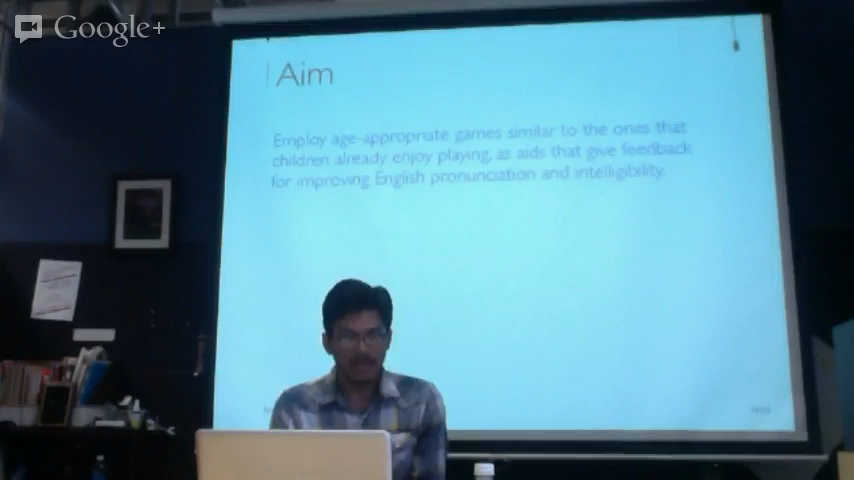 Google+
Aim
Employ age-appropriate games similar to the ones that
children already enjoy playing, as aids that give feedback
for improving English pronunciation and intelligibility.